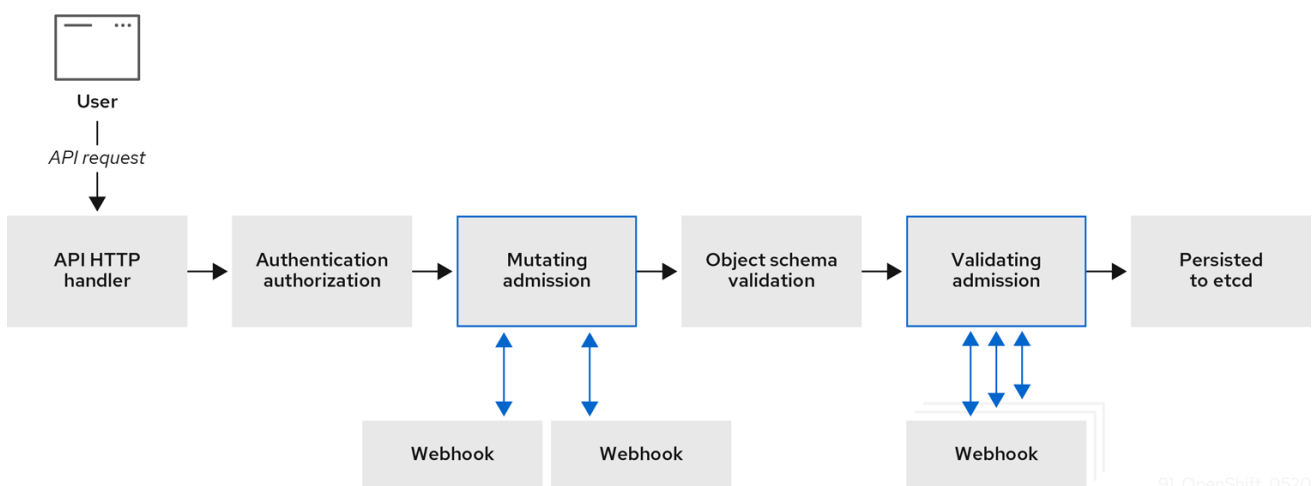 User
API request
API HTTP
handler
Authentication
authorization
Mutating
admission
Object schema
validation
Validating
admission
Persisted
to etcd
Webhook
Webhook
Webhook
91_OpenShift_0520